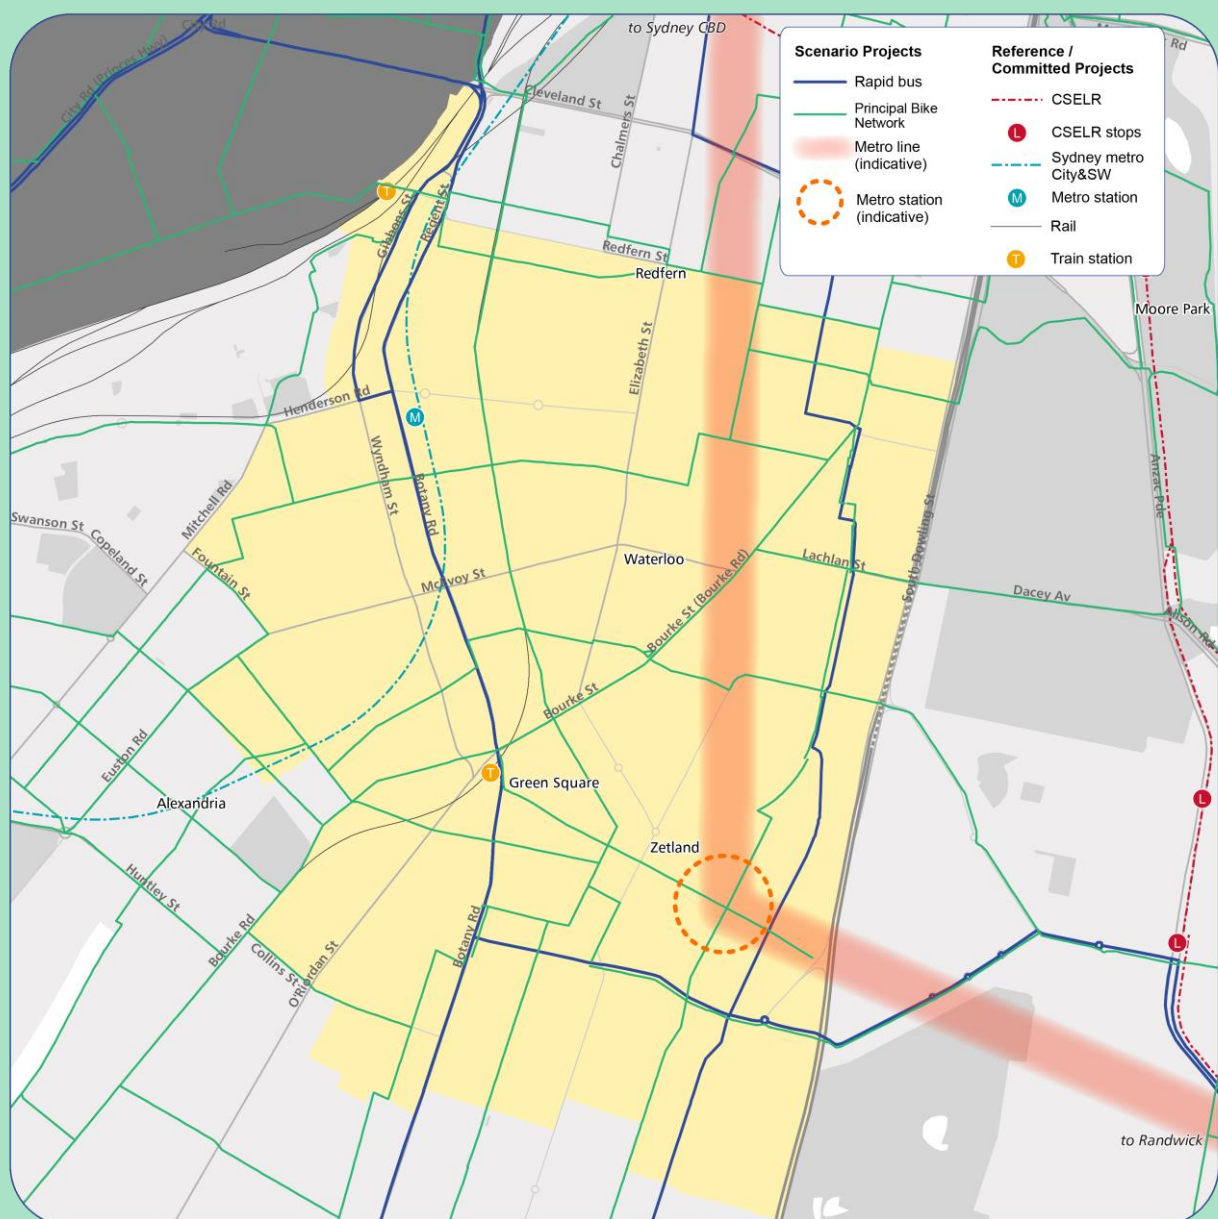 to Sydney CBD
City Rd
City Rd (Princes Hwy)
Cleveland St
Chalmers St
Scenario Projects
Rapid bus
Principal Bike
Network
Metro line
(indicative)
Metro station
(indicative)
Reference /
Committed Projects
CSELR
L
CSELR stops
Sydney metro
City&SW
M
Metro station
Rail
T
Train station
T
Gibbons St
Regent St
Redfern St
Redfern
Moore Park
Elizabeth St
Henderson Rd
M
Wyndham St
Botany Rd
Mitchell Rd
Swanson St
Copeland St
Fountain St
McEvoy St
Waterloo
Bourke St (Bourke Rd)
Lachlan St
South Dowling St
Anzac Pde
Dacey Av
Alison Rd
Bourke St
Euston Rd
T
Green Square
Alexandria
L
Zetland
Huntley St
Bourke Rd
Collins St
O'Riordan St
Botany Rd
L
to Randwick